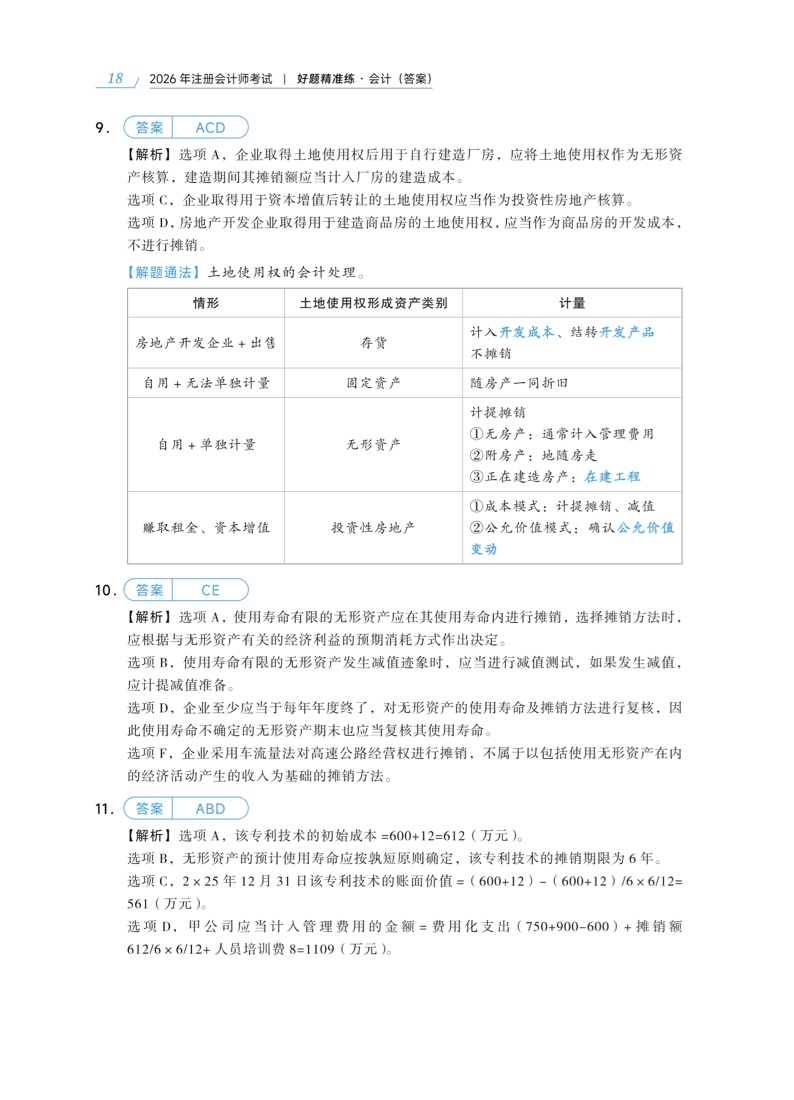 18 2026 年注册会计师考试 | 好题精准练·会计（答案）
9. 答案 ACD
【解析】选项 A，企业取得土地使用权后用于自行建造厂房，应将土地使用权作为无形资
产核算，建造期间其摊销额应当计入厂房的建造成本。
选项 C，企业取得用于资本增值后转让的土地使用权应当作为投资性房地产核算。
选项 D，房地产开发企业取得用于建造商品房的土地使用权，应当作为商品房的开发成本，
不进行摊销。
【解题通法】土地使用权的会计处理。
情形 土地使用权形成资产类别 计量
房地产开发企业 + 出售 存货 计入开发成本、结转开发产品
不摊销
自用 + 无法单独计量 固定资产 随房产一同折旧
自用 + 单独计量 无形资产 计提摊销
①无房产：通常计入管理费用
②附房产：地随房走
③正在建造房产：在建工程
赚取租金、资本增值 投资性房地产 ①成本模式：计提摊销、减值
②公允价值模式：确认公允价值
变动
10. 答案 CE
【解析】选项 A，使用寿命有限的无形资产应在其使用寿命内进行摊销，选择摊销方法时，
应根据与无形资产有关的经济利益的预期消耗方式作出决定。
选项 B，使用寿命有限的无形资产发生减值迹象时，应当进行减值测试，如果发生减值，
应计提减值准备。
选项 D，企业至少应当于每年年度终了，对无形资产的使用寿命及摊销方法进行复核，因
此使用寿命不确定的无形资产期末也应当复核其使用寿命。
选项 F，企业采用车流量法对高速公路经营权进行摊销，不属于以包括使用无形资产在内
的经济活动产生的收入为基础的摊销方法。
11. 答案 ABD
【解析】选项 A，该专利技术的初始成本 =600+12=612（万元）。
选项 B，无形资产的预计使用寿命应按孰短原则确定，该专利技术的摊销期限为 6 年。
选项 C，2×25 年 12 月 31 日该专利技术的账面价值 =（600+12）-（600+12）/6×6/12=
561（万元）。
选项 D，甲公司应当计入管理费用的金额 = 费用化支出（750+900-600）+ 摊销额
612/6×6/12+ 人员培训费 8=1109（万元）。